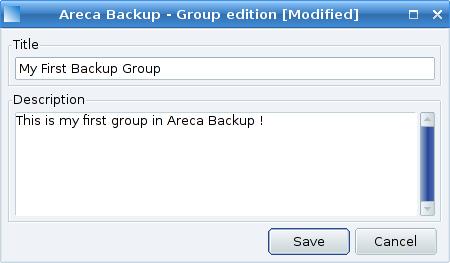 Areca Backup - Group edition [Modified]
Title
My First Backup Group
Description
This is my first group in Areca Backup !
Save
Cancel